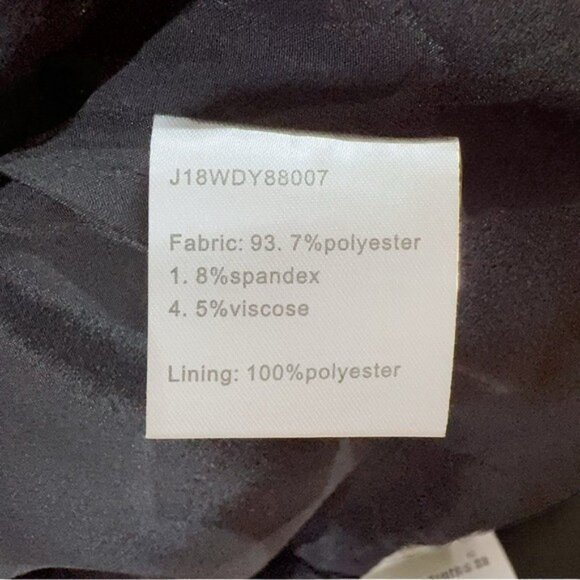 J18WDY88007
Fabric: 93. 7%polyester
1. 8%spandex
4. 5%viscose
Lining: 100%polyester